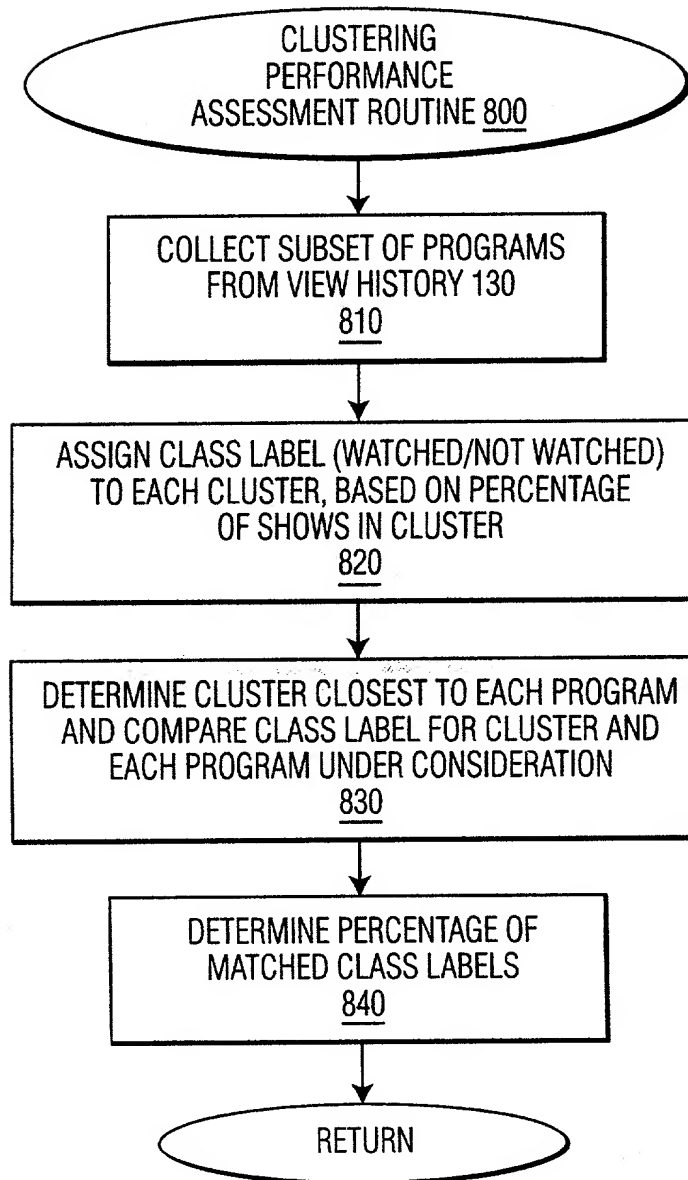 CLUSTERING
PERFORMANCE
ASSESSMENT ROUTINE 800
COLLECT SUBSET OF PROGRAMS
FROM VIEW HISTORY 130
810
ASSIGN CLASS LABEL (WATCHED/NOT WATCHED)
TO EACH CLUSTER, BASED ON PERCENTAGE
OF SHOWS IN CLUSTER
820
DETERMINE CLUSTER CLOSEST TO EACH PROGRAM
AND COMPARE CLASS LABEL FOR CLUSTER AND
EACH PROGRAM UNDER CONSIDERATION
830
DETERMINE PERCENTAGE OF
MATCHED CLASS LABELS
840
RETURN